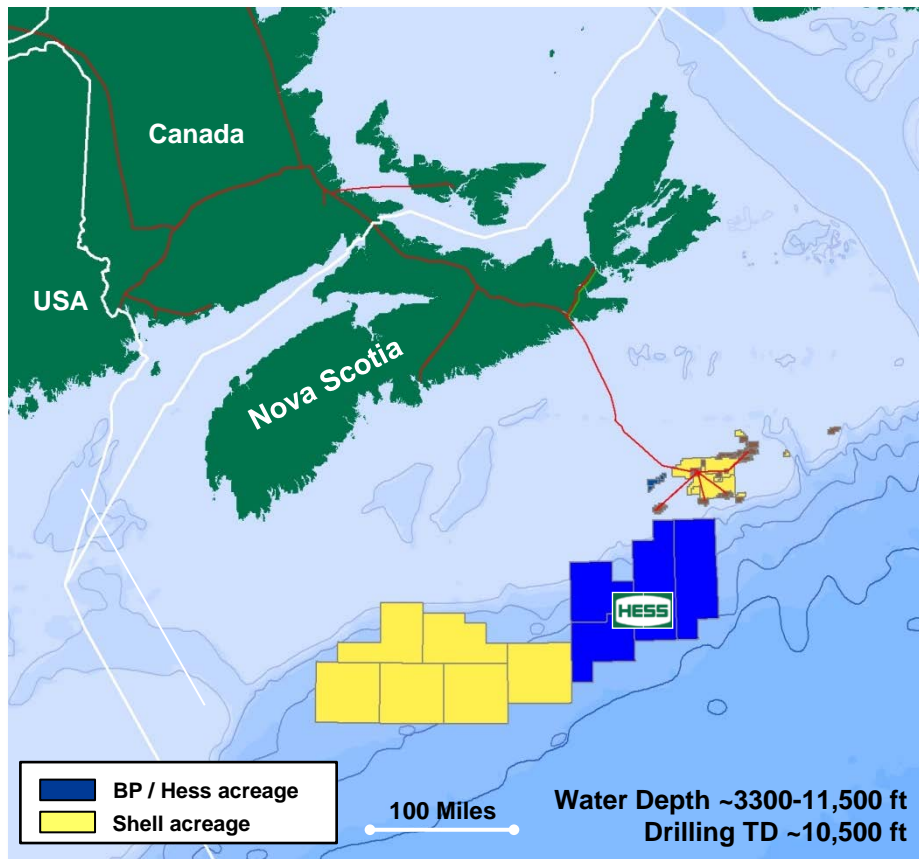 Canada
USA
Nova Scotia
HESS
BP / Hess acreage
Shell acreage
100 Miles
Water Depth ~3300-11,500 ft
Drilling TD ~10,500 ft